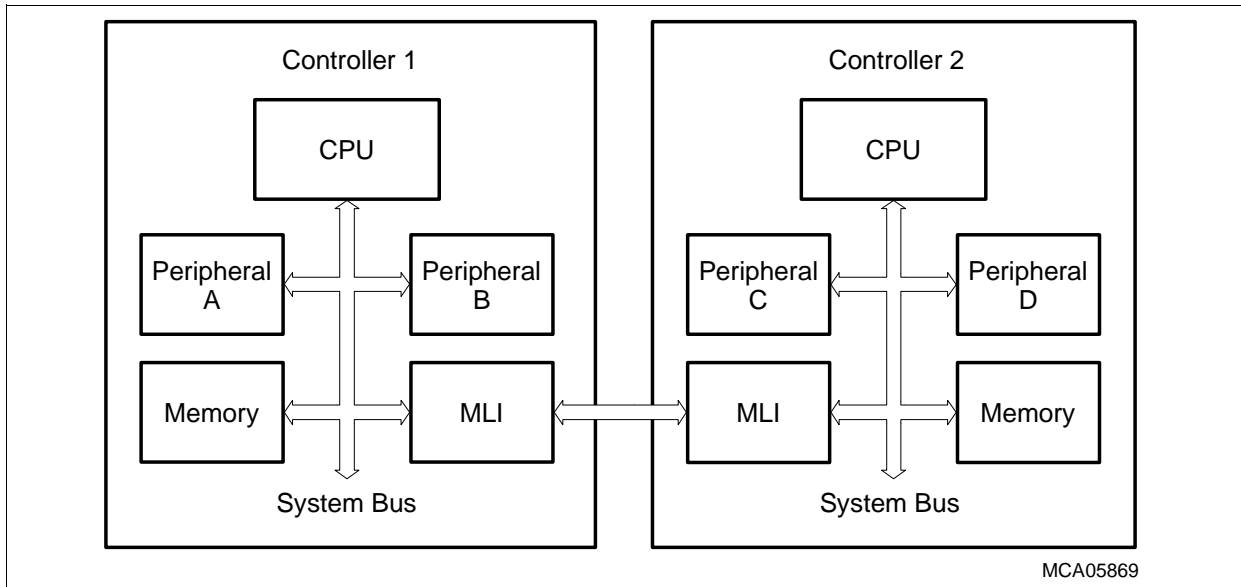 Controller 1
CPU
Peripheral
A
Peripheral
B
Memory
MLI
System Bus
Controller 2
CPU
Peripheral
C
Peripheral
D
MLI
Memory
System Bus
MCA05869